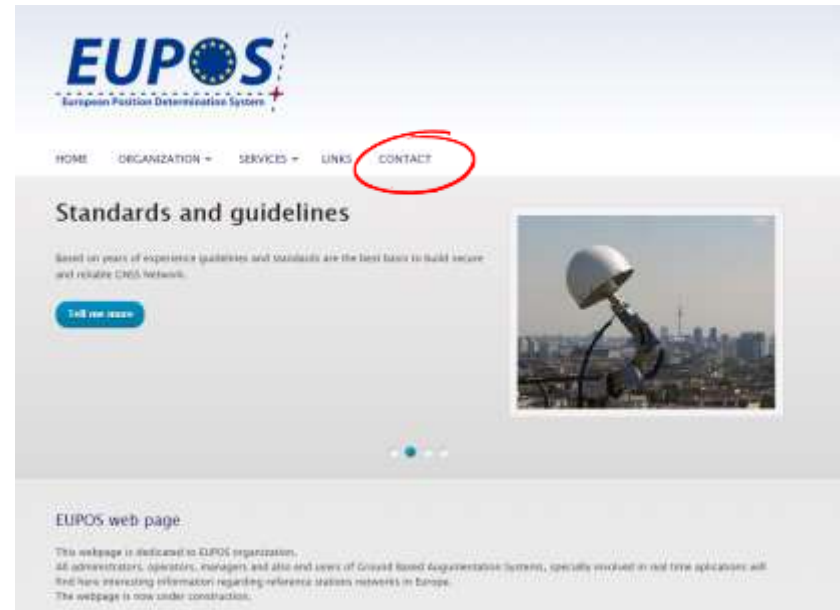 EUPOS
European Position Determination System
HOME ORGANIZATION SERVICES LINKS CONTACT
Standards and guidelines
Based on years of experience guidelines and standards are the best basis to build secure
and reliable GNSS Network.
Tell me more
EUPOS web page
This webpage is dedicated to EUPOS organization.
All administrators, operators, managers and also end users of Ground Based Augumentation Systems, specially involved in real time aplications will
find here interesting information regarding reference stations networks in Europe.
The webpage is now under construction.